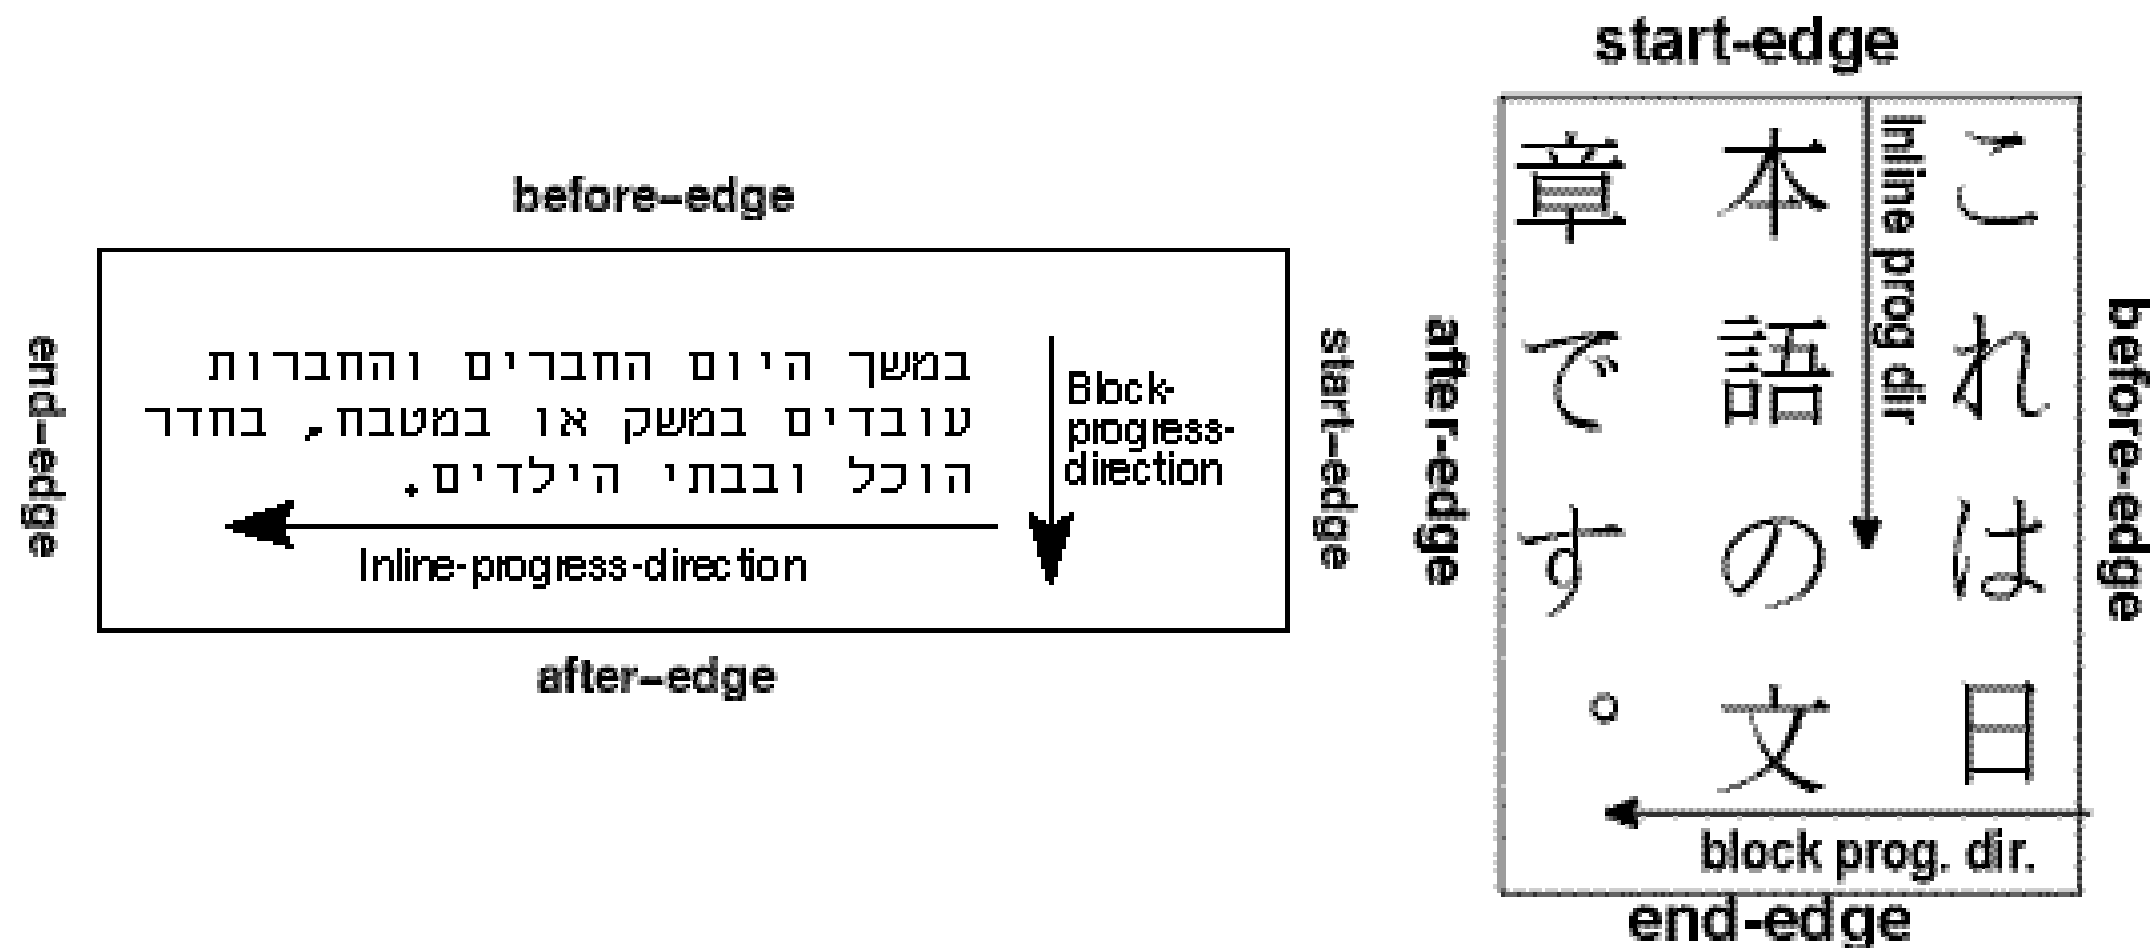 before–edge
end–edge
במשך היום החברים והחברות
עובדים במשק או במטבח, בחדר
הוכל ובבתי הילדים.
Block-
progress-
direction
Inline-progress-direction
start–edge
after–edge
start-edge
before-edge
これは日
本語の文
章です。
Inline prog dir
after-edge
block prog. dir.
end-edge